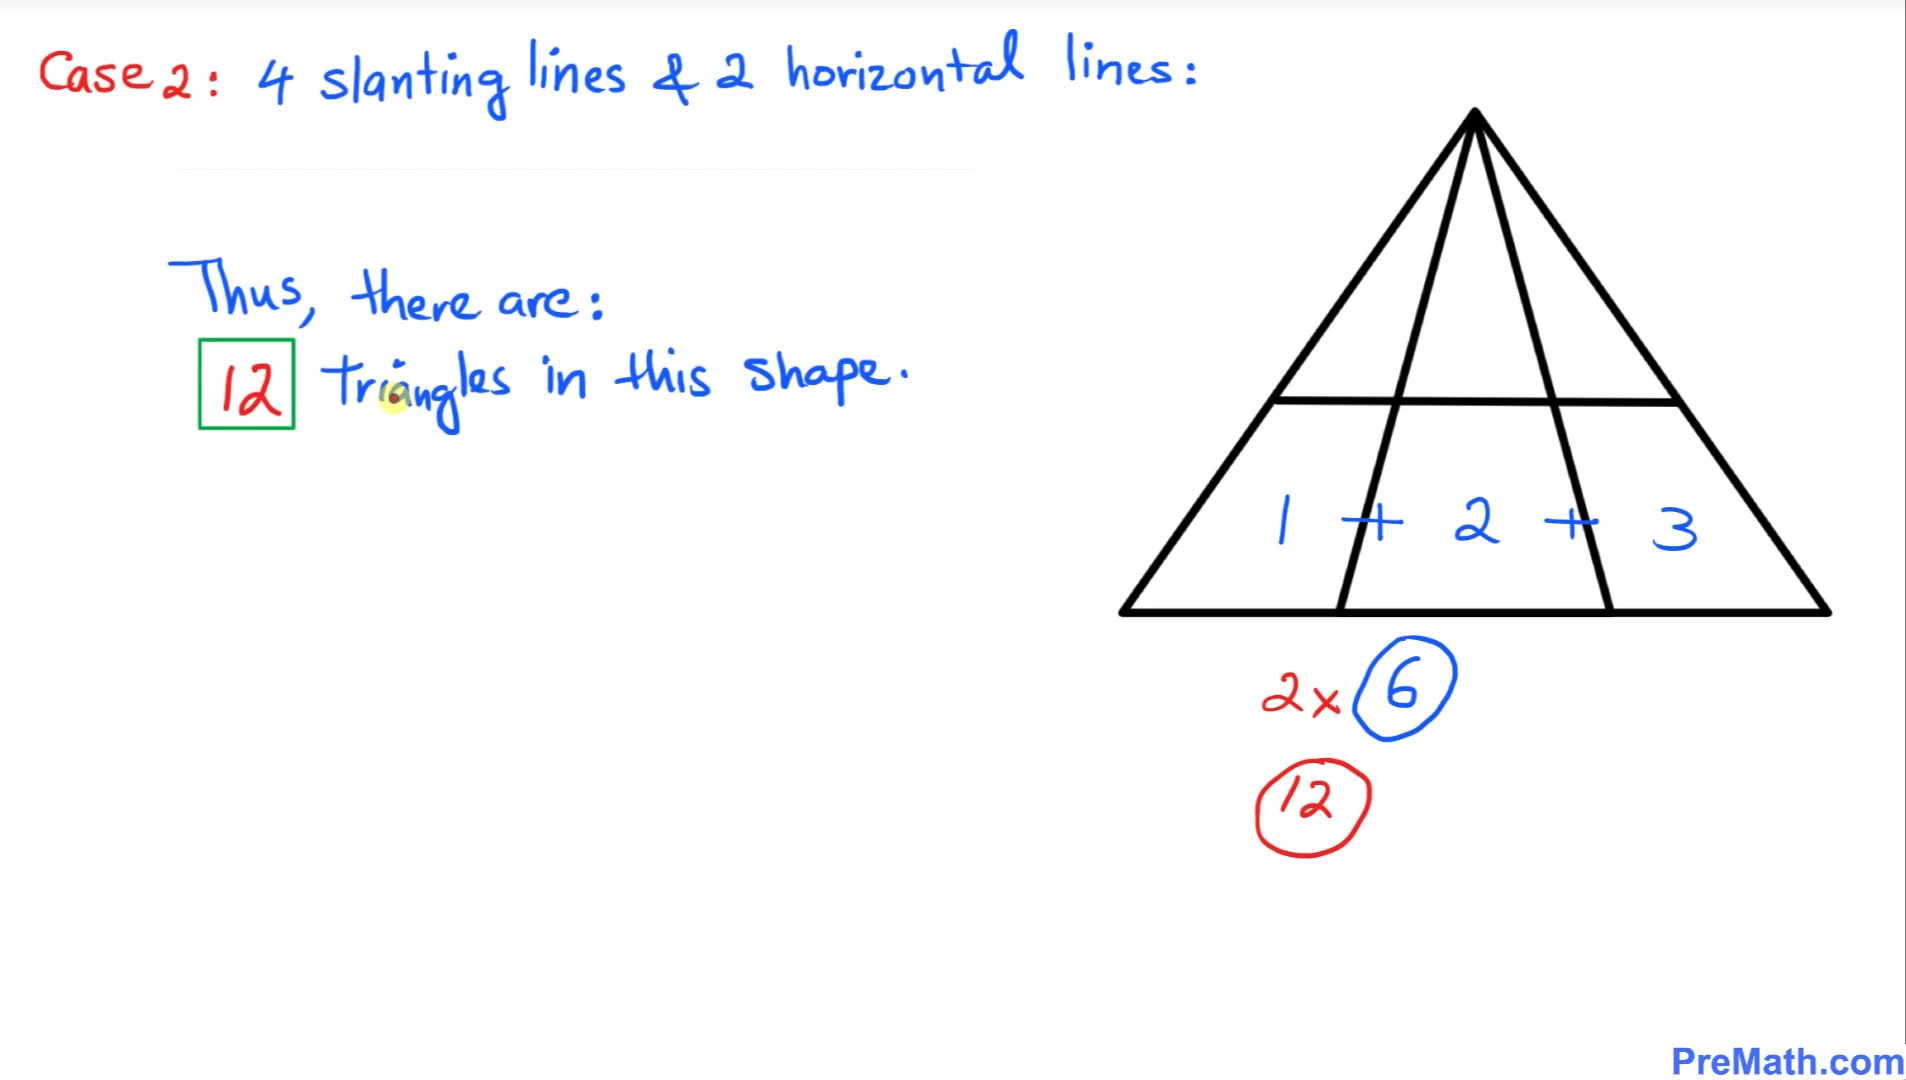 Case 2: 4 slanting lines & 2 horizontal lines:
Thus, there are:
12 triangles in this shape.
1 + 2 + 3
2 x 6
12
PreMath.com